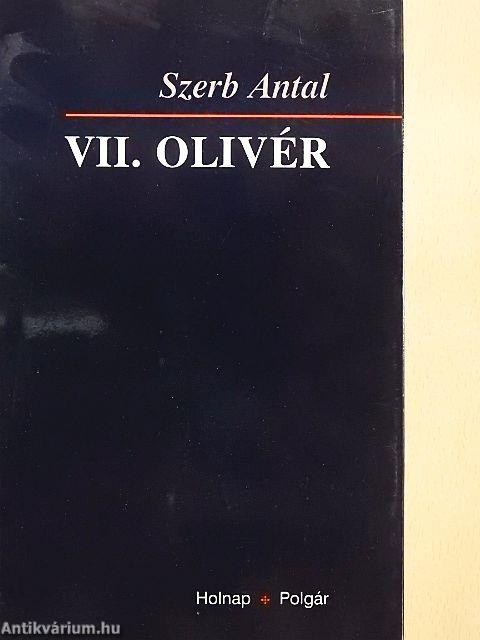 Szerb Antal
VII. OLIVÉR
Holnap Polgár
Antikvárium.hu